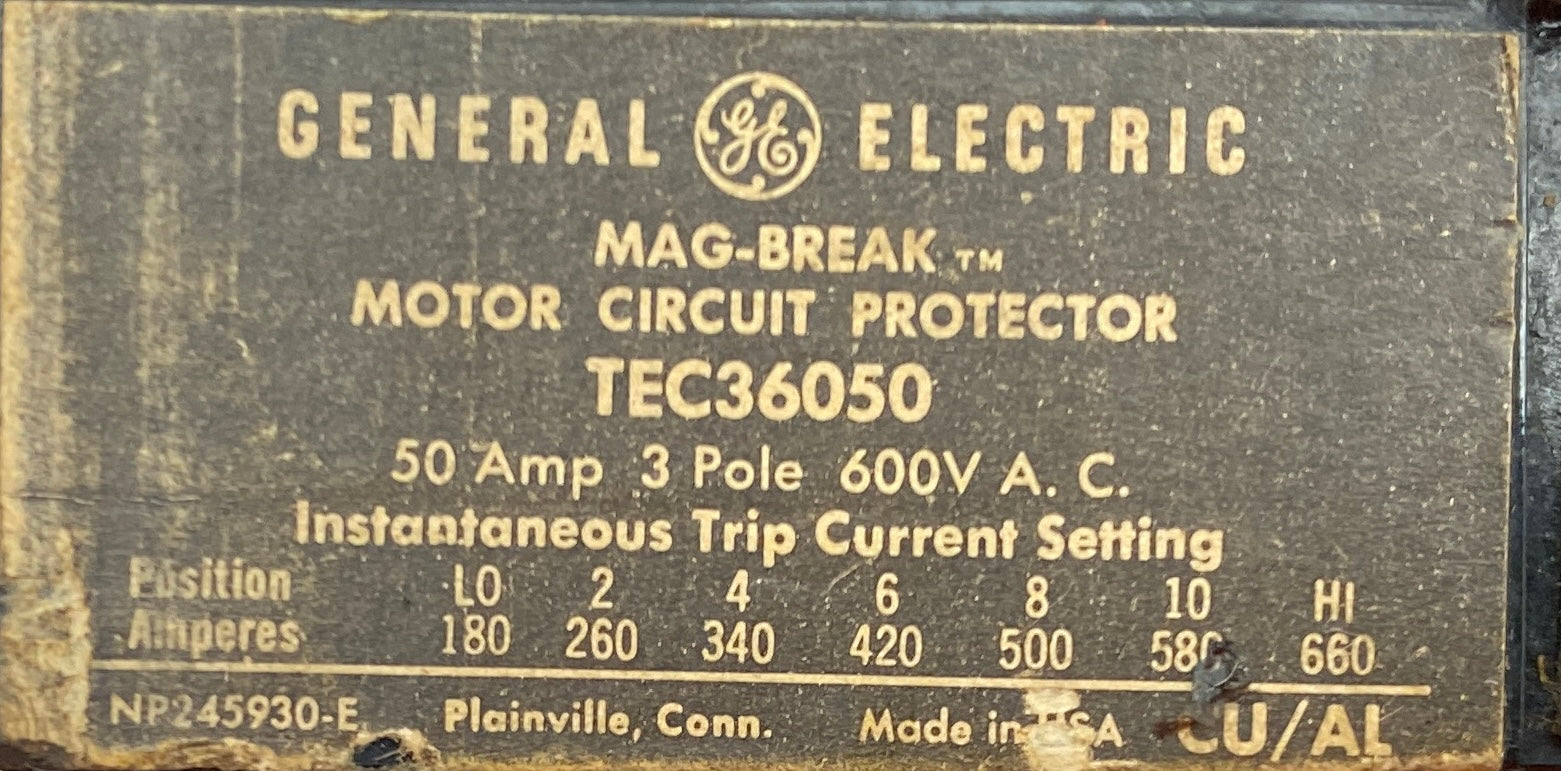 GENERAL GE ELECTRIC
MAG-BREAK ™
MOTOR CIRCUIT PROTECTOR
TEC36050
50 Amp 3 Pole 600V A. C.
Instantaneous Trip Current Setting
Position LO 2 4 6 8 10 HI
Amperes 180 260 340 420 500 580 660
NP245930-E Plainville, Conn. Made in USA CU/AL